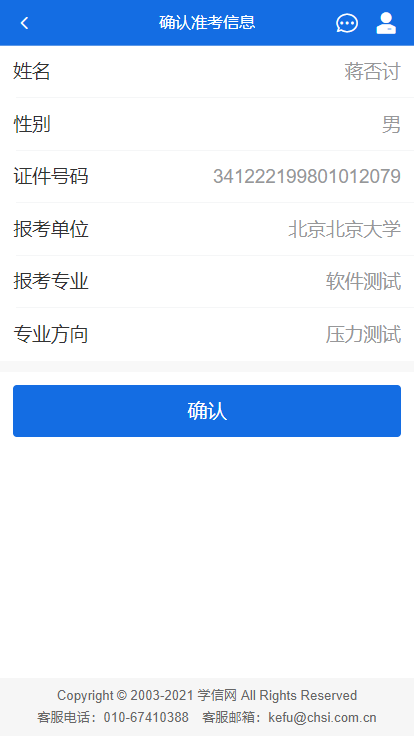 确认准考信息
姓名 蒋否讨
性别 男
证件号码 341222199801012079
报考单位 北京北京大学
报考专业 软件测试
专业方向 压力测试
确认
Copyright © 2003-2021 学信网 All Rights Reserved
客服电话：010-67410388 客服邮箱：kefu@chsi.com.cn